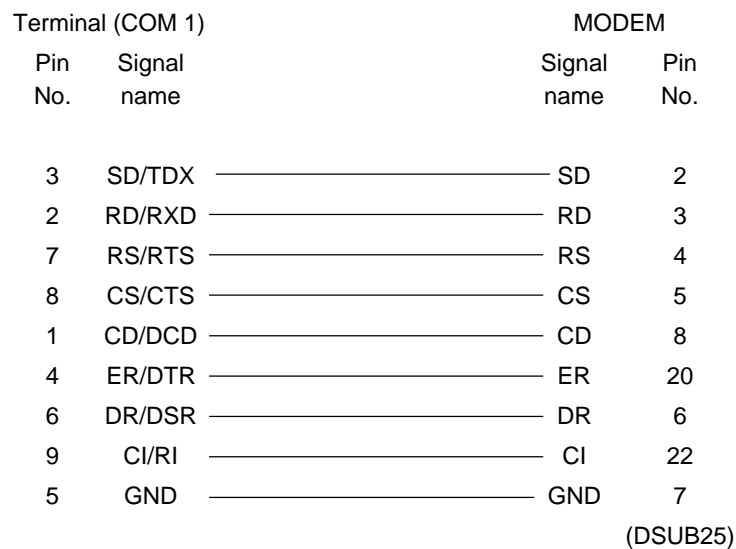 Terminal (COM 1) MODEM
Pin Signal Signal Pin
No. name name No.
3 SD/TDX SD 2
2 RD/RXD RD 3
7 RS/RTS RS 4
8 CS/CTS CS 5
1 CD/DCD CD 8
4 ER/DTR ER 20
6 DR/DSR DR 6
9 CI/RI CI 22
5 GND GND 7
(DSUB25)